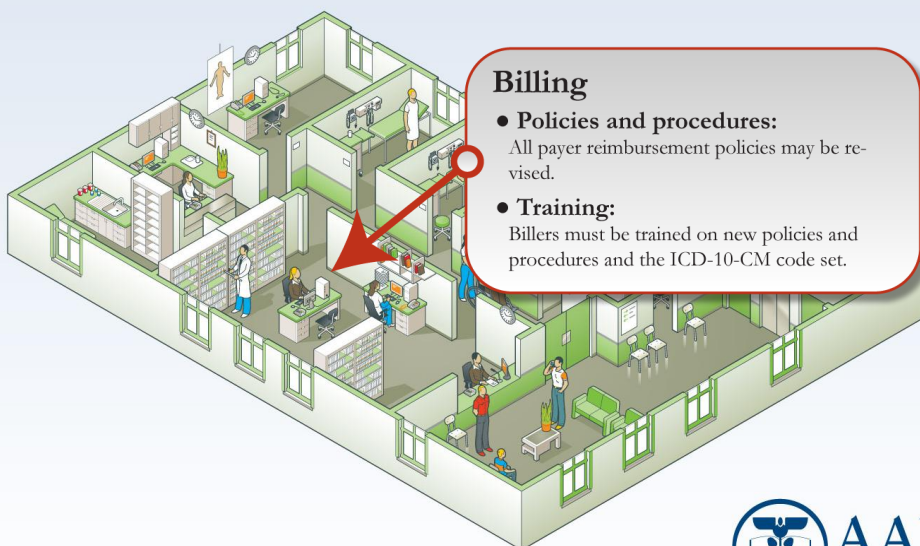 Billing
● Policies and procedures:
All payer reimbursement policies may be re-
vised.
● Training:
Billers must be trained on new policies and
procedures and the ICD-10-CM code set.